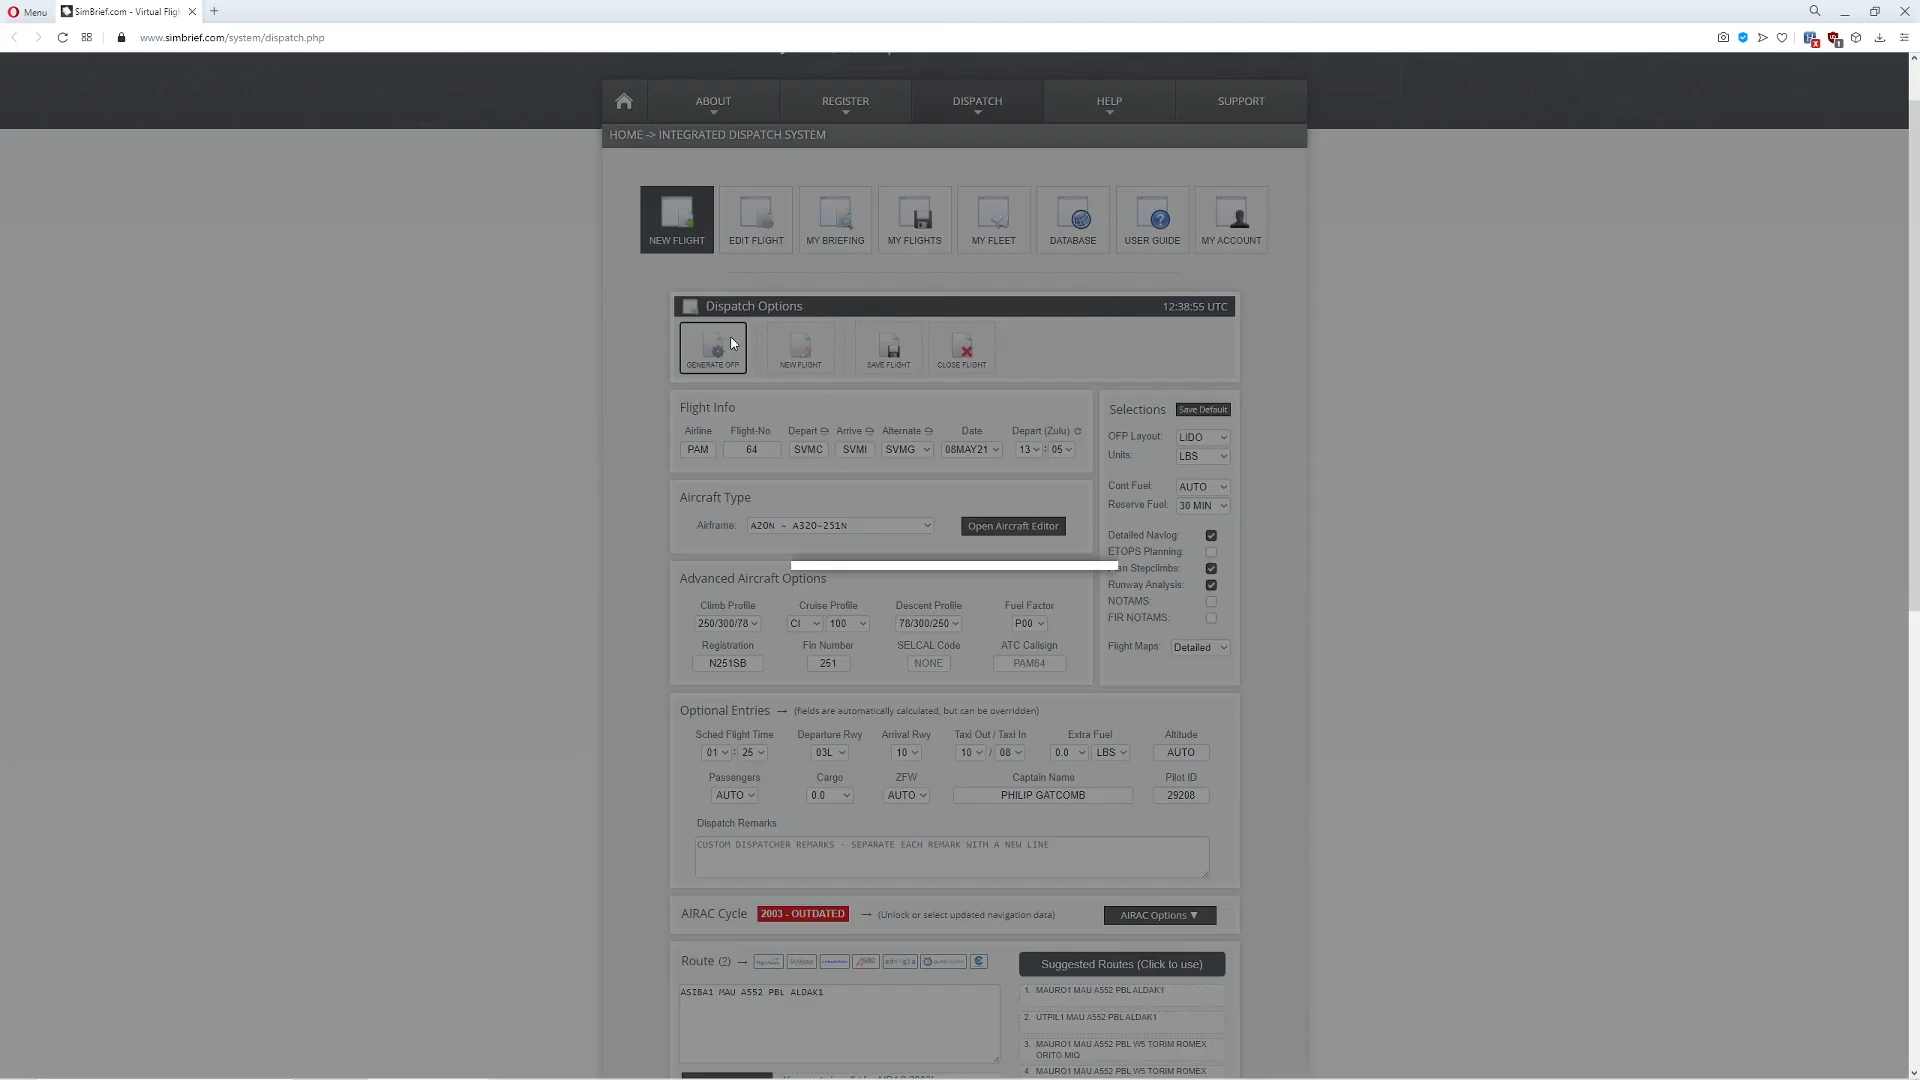 Menu
SimBrief.com - Virtual Fligh
www.simbrief.com/system/dispatch.php
ABOUT
REGISTER
DISPATCH
HELP
SUPPORT
HOME -> INTEGRATED DISPATCH SYSTEM
NEW FLIGHT
EDIT FLIGHT
MY BRIEFING
MY FLIGHTS
MY FLEET
DATABASE
USER GUIDE
MY ACCOUNT
Dispatch Options
12:38:55 UTC
GENERATE OFP
NEW FLIGHT
SAVE FLIGHT
CLOSE FLIGHT
Flight Info
Airline Flight-No. Depart Arrive Alternate Date Depart (Zulu)
PAM 64 SVMC SVMI SVMG 08MAY21 13 : 05
Selections Save Default
OFP Layout: LIDO
Units: LBS
Cont Fuel: AUTO
Reserve Fuel: 30 MIN
Detailed Navlog:
ETOPS Planning:
an Stepclimbs:
Runway Analysis:
NOTAMS:
FIR NOTAMS:
Flight Maps: Detailed
Aircraft Type
Airframe: A20N - A320-251N Open Aircraft Editor
Advanced Aircraft Options
Climb Profile Cruise Profile Descent Profile Fuel Factor
250/300/78 CI 100 78/300/250 P00
Registration Fin Number SELCAL Code ATC Callsign
N251SB 251 NONE PAM64
Optional Entries → (fields are automatically calculated, but can be overridden)
Sched Flight Time Departure Rwy Arrival Rwy Taxi Out / Taxi In Extra Fuel Altitude
01 : 25 03L 10 10 / 08 0.0 LBS AUTO
Passengers Cargo ZFW Captain Name Pilot ID
AUTO 0.0 AUTO PHILIP GATCOMB 29208
Dispatch Remarks
CUSTOM DISPATCHER REMARKS - SEPARATE EACH REMARK WITH A NEW LINE
AIRAC Cycle 2003 - OUTDATED → (Unlock or select updated navigation data) AIRAC Options ▼
Route (?) →
ASIBA1 MAU A552 PBL ALDAK1
Suggested Routes (Click to use)
1. MAURO1 MAU A552 PBL ALDAK1
2. UTPIL1 MAU A552 PBL ALDAK1
3. MAURO1 MAU A552 PBL W5 TORIM ROMEX
ORITO MIQ
4. MAURO1 MAU A552 PBL W5 TORIM ROMEX